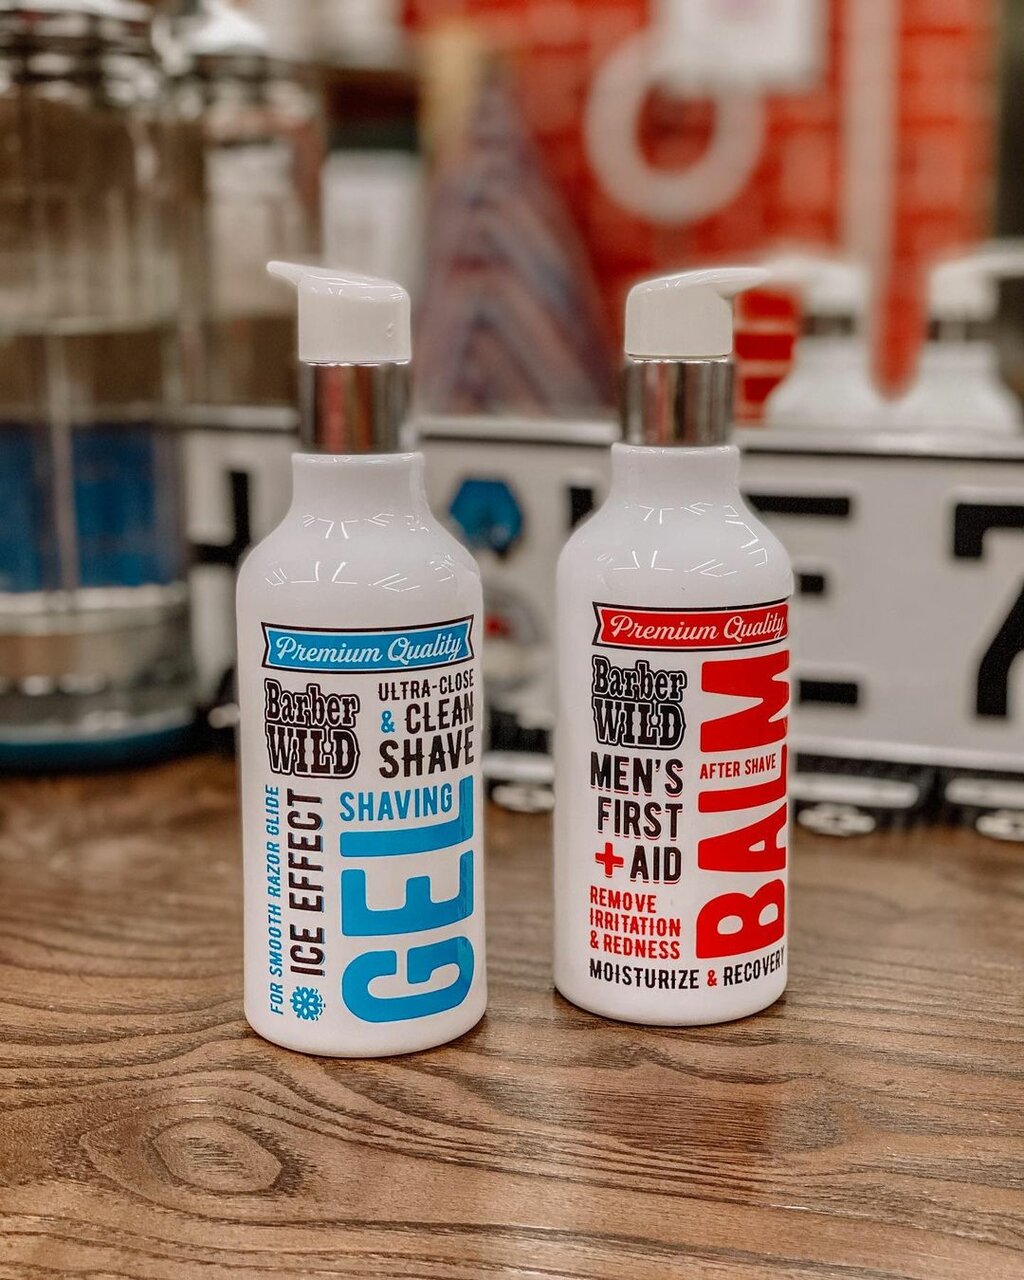 Premium Quality
Barber
WILD
ULTRA-CLOSE
& CLEAN
SHAVE
SHAVING
GEL
FOR SMOOTH RAZOR GLIDE
ICE EFFECT
Premium Quality
Barber
WILD
MEN'S
FIRST
+AID
REMOVE
IRRITATION
& REDNESS
MOISTURIZE & RECOVERY
AFTER SHAVE
BALM